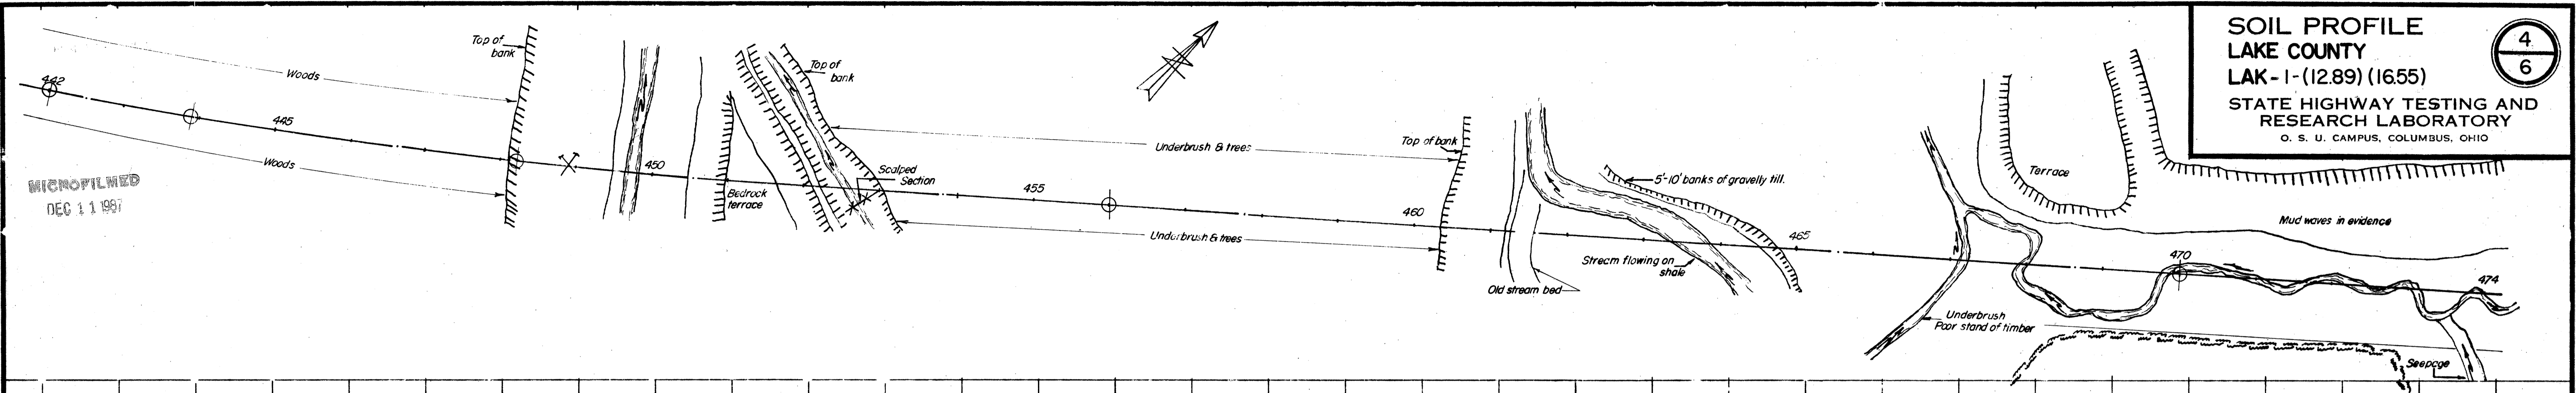 SOIL PROFILE
LAKE COUNTY
LAK - 1 - (12.89) (16.55)
STATE HIGHWAY TESTING AND
RESEARCH LABORATORY
O. S. U. CAMPUS, COLUMBUS, OHIO
4
6
442
Woods
445
Woods
MICROFILMED
DEC 11 1987
Top of
bank
450
Bedrock
terrace
Top of
bank
Scalped
Section
Underbrush & trees
455
Underbrush & trees
Top of bank
460
Old stream bed
5'-10' banks of gravelly till.
Stream flowing on
shale
465
Terrace
Mud waves in evidence
470
474
Underbrush
Poor stand of timber
Seepage